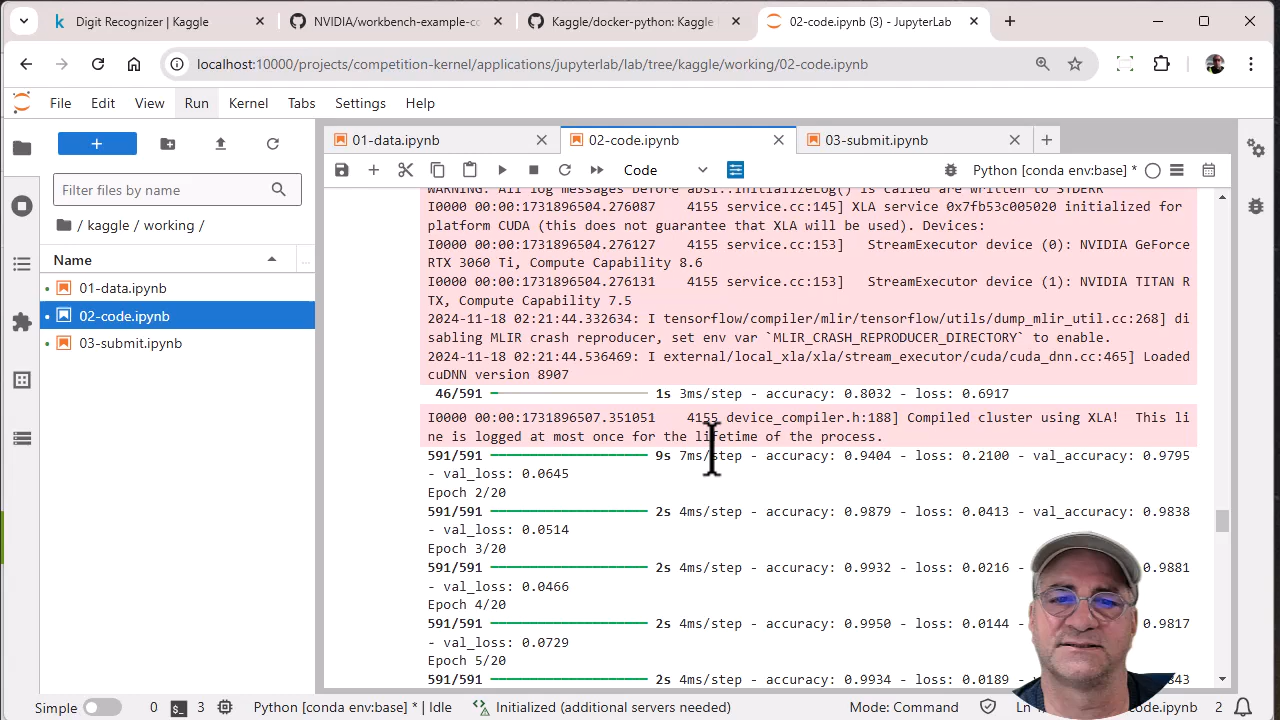 Digit Recognizer | Kaggle
NVIDIA/workbench-example-co
Kaggle/docker-python: Kaggle
02-code.ipynb (3) - JupyterLab
localhost:10000/projects/competition-kernel/applications/jupyterlab/lab/tree/kaggle/working/02-code.ipynb
File Edit View Run Kernel Tabs Settings Help
01-data.ipynb
02-code.ipynb
03-submit.ipynb
Code
Python [conda env:base] *
Filter files by name
/ kaggle / working /
Name
01-data.ipynb
02-code.ipynb
03-submit.ipynb
WARNING: All log messages before absl::InitializeLog() is called are written to STDERR
I0000 00:00:1731896504.276087    4155 service.cc:145] XLA service 0x7fb53c005020 initialized for
platform CUDA (this does not guarantee that XLA will be used). Devices:
I0000 00:00:1731896504.276127    4155 service.cc:153]   StreamExecutor device (0): NVIDIA GeForce
RTX 3060 Ti, Compute Capability 8.6
I0000 00:00:1731896504.276131    4155 service.cc:153]   StreamExecutor device (1): NVIDIA TITAN R
TX, Compute Capability 7.5
2024-11-18 02:21:44.332634: I tensorflow/compiler/mlir/tensorflow/utils/dump_mlir_util.cc:268] di
sabling MLIR crash reproducer, set env var `MLIR_CRASH_REPRODUCER_DIRECTORY` to enable.
2024-11-18 02:21:44.536469: I external/local_xla/xla/stream_executor/cuda/cuda_dnn.cc:465] Loaded
cuDNN version 8907
46/591 1s 3ms/step - accuracy: 0.8032 - loss: 0.6917
I0000 00:00:1731896507.351051    4155 device_compiler.h:188] Compiled cluster using XLA!  This li
ne is logged at most once for the lifetime of the process.
591/591 9s 7ms/step - accuracy: 0.9404 - loss: 0.2100 - val_accuracy: 0.9795
- val_loss: 0.0645
Epoch 2/20
591/591 2s 4ms/step - accuracy: 0.9879 - loss: 0.0413 - val_accuracy: 0.9838
- val_loss: 0.0514
Epoch 3/20
591/591 2s 4ms/step - accuracy: 0.9932 - loss: 0.0216 - val_accuracy: 0.9881
- val_loss: 0.0466
Epoch 4/20
591/591 2s 4ms/step - accuracy: 0.9950 - loss: 0.0144 - 0.9817
- val_loss: 0.0729
Epoch 5/20
591/591 2s 4ms/step - accuracy: 0.9934 - loss: 0.0189 -
Simple 0 3 Python [conda env:base] * | Idle Initialized (additional servers needed) Mode: Command Ln code.ipynb 2